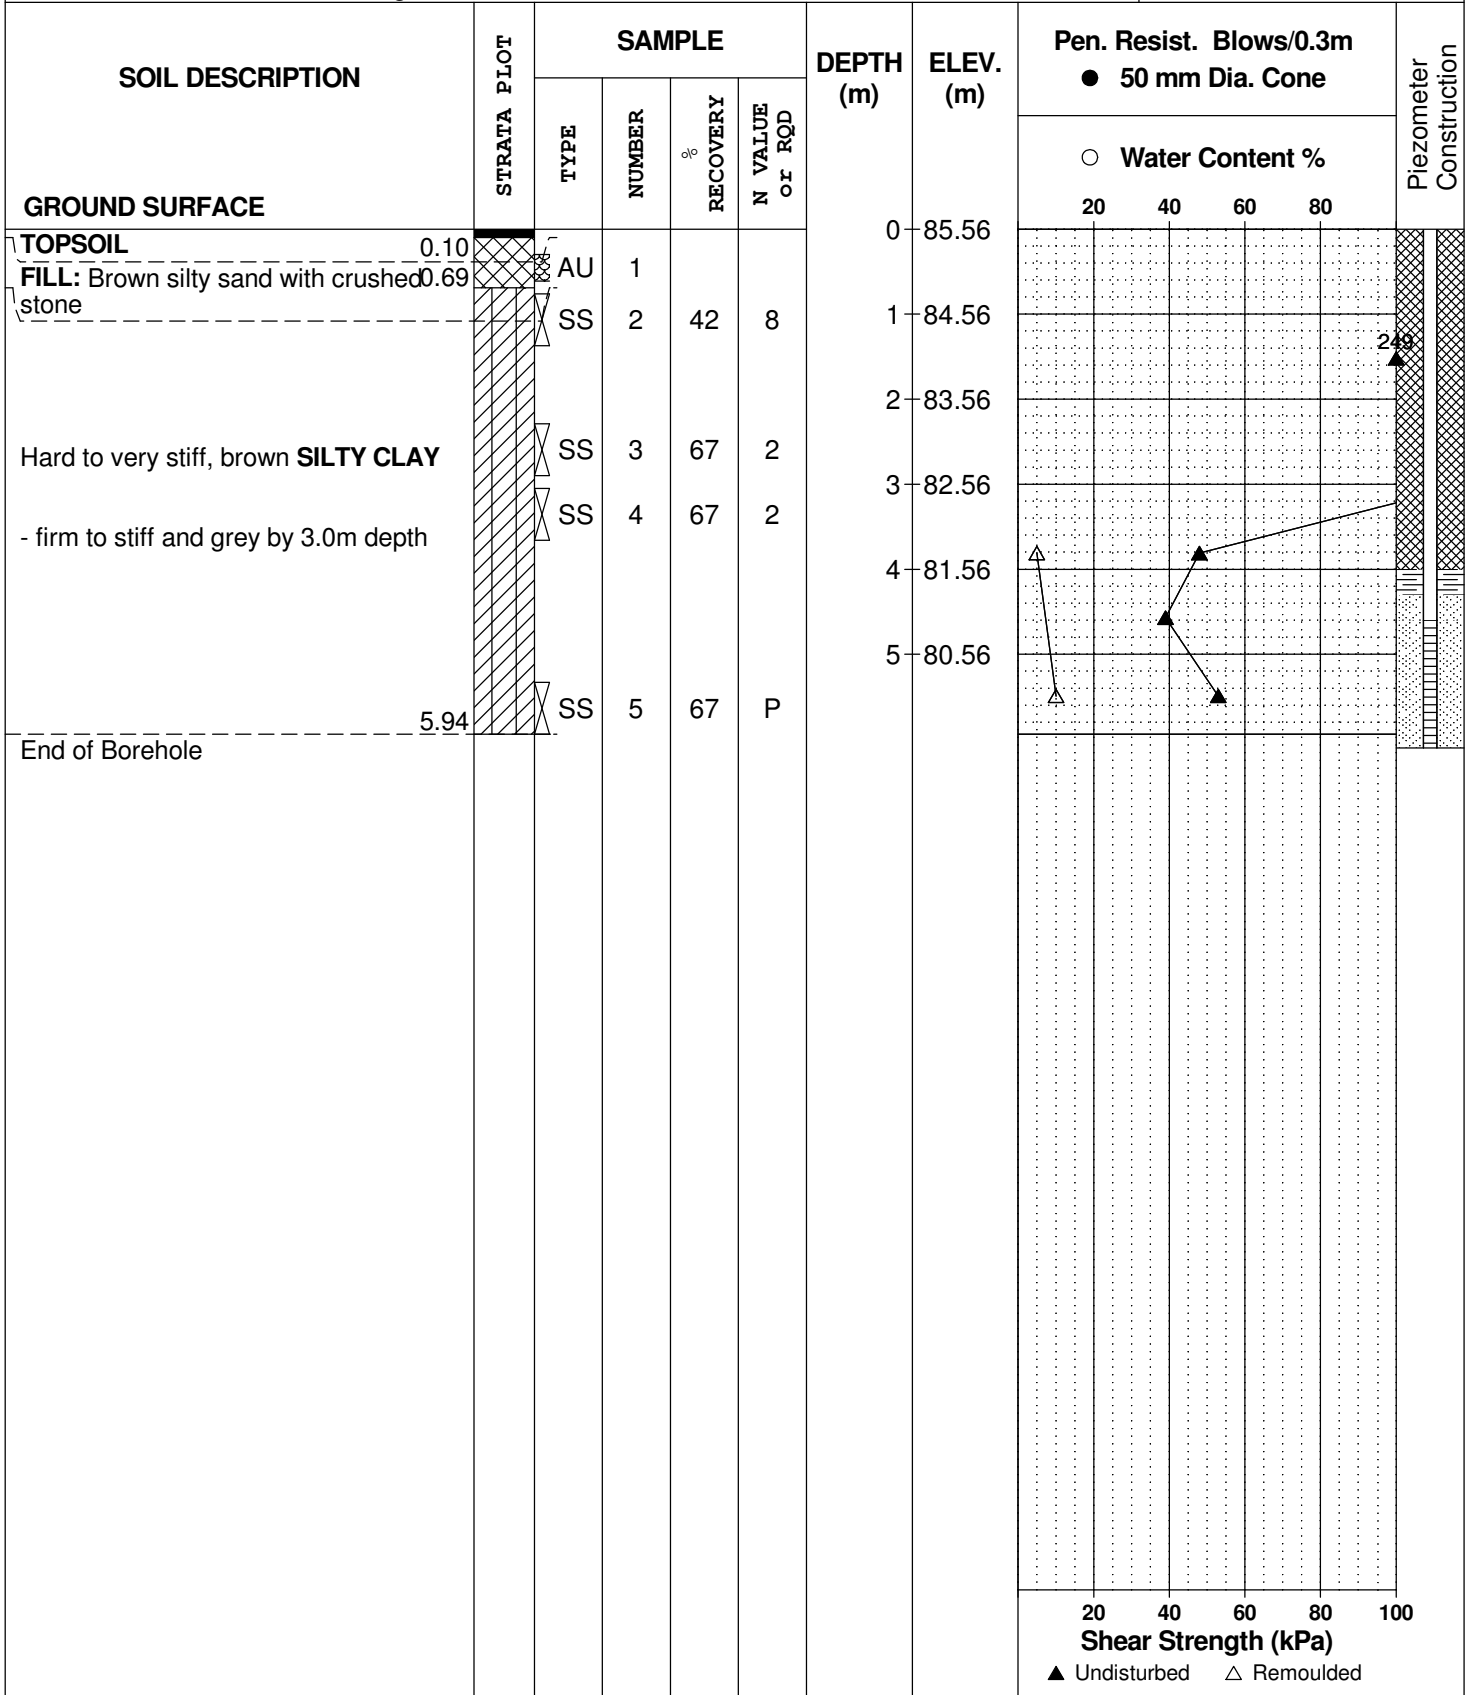 SOIL DESCRIPTION
GROUND SURFACE
STRATA PLOT
SAMPLE
TYPE
NUMBER
% RECOVERY
N VALUE or RQD
DEPTH (m)
ELEV. (m)
Pen. Resist. Blows/0.3m
● 50 mm Dia. Cone
○ Water Content %
20 40 60 80
Piezometer Construction
0 85.56
TOPSOIL 0.10
FILL: Brown silty sand with crushed 0.69
stone
AU 1
SS 2 42 8
1 84.56
249
2 83.56
Hard to very stiff, brown SILTY CLAY
SS 3 67 2
3 82.56
SS 4 67 2
- firm to stiff and grey by 3.0m depth
4 81.56
5 80.56
SS 5 67 P
5.94
End of Borehole
20 40 60 80 100
Shear Strength (kPa)
▲ Undisturbed △ Remoulded